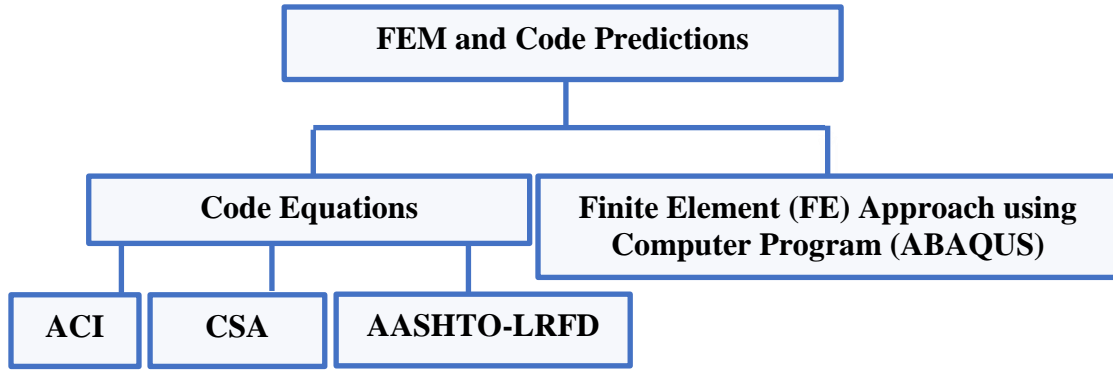 FEM and Code Predictions
Code Equations
Finite Element (FE) Approach using
Computer Program (ABAQUS)
ACI
CSA
AASHTO-LRFD